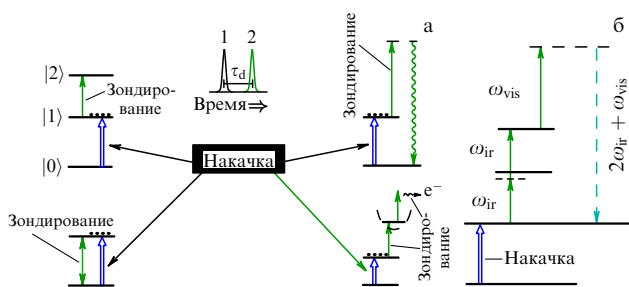 1 2
τd
Время ⇒
|2⟩
Зондиро-
вание
|1⟩
|0⟩
Накачка
Зондирование
а
Зондирование
e⁻
Зондиро-
вание
б
ωvis
ωir
ωir
2ωir + ωvis
Накачка